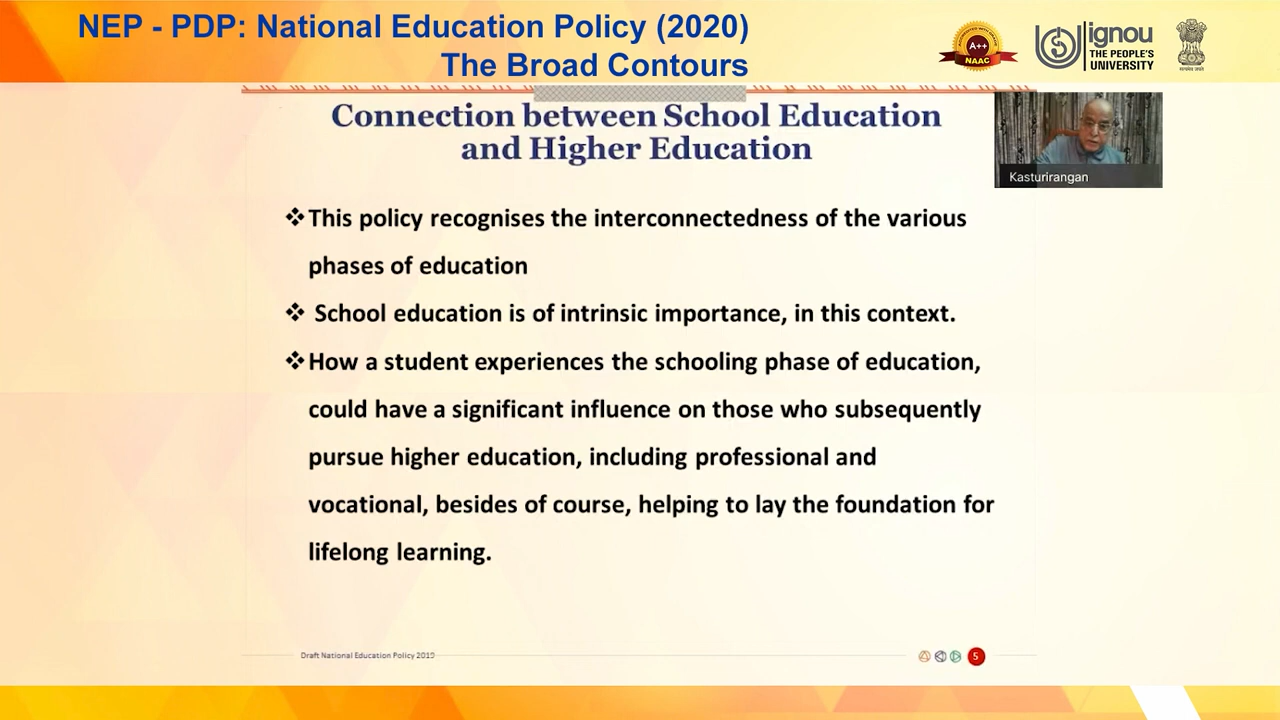 NEP - PDP: National Education Policy (2020)
The Broad Contours
A++
NAAC
ignou
THE PEOPLE'S
UNIVERSITY
सत्यमेव जयते
Connection between School Education
and Higher Education
Kasturirangan
❖This policy recognises the interconnectedness of the various
phases of education
❖ School education is of intrinsic importance, in this context.
❖How a student experiences the schooling phase of education,
could have a significant influence on those who subsequently
pursue higher education, including professional and
vocational, besides of course, helping to lay the foundation for
lifelong learning.
Draft National Education Policy 2019
5